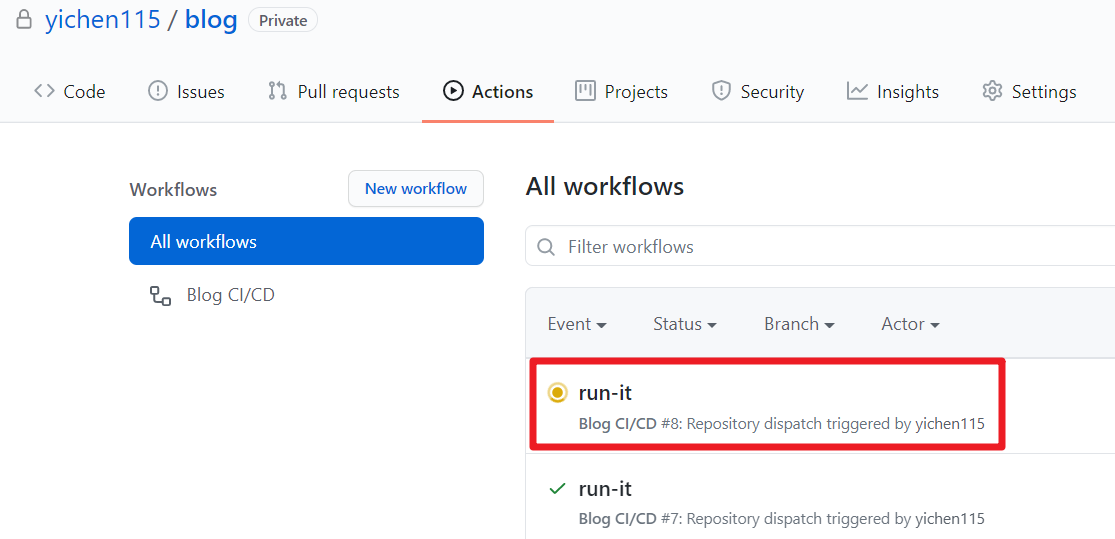 yichen115 / blog Private
Code Issues Pull requests Actions Projects Security Insights Settings
Workflows New workflow
All workflows
Blog CI/CD
All workflows
Filter workflows
Event Status Branch Actor
run-it
Blog CI/CD #8: Repository dispatch triggered by yichen115
run-it
Blog CI/CD #7: Repository dispatch triggered by yichen115